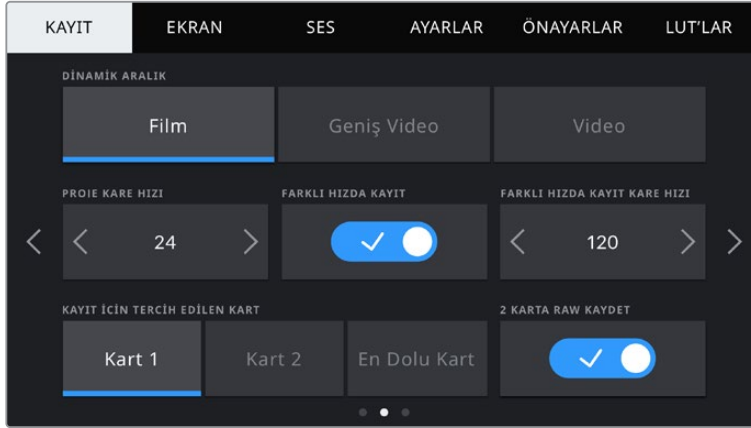 KAYIT EKRAN SES AYARLAR ÖNAYARLAR LUT'LAR
DİNAMİK ARALIK
Film Geniş Video Video
PROJE KARE HIZI FARKLI HIZDA KAYIT FARKLI HIZDA KAYIT KARE HIZI
24 120
KAYIT İÇİN TERCİH EDİLEN KART 2 KARTA RAW KAYDET
Kart 1 Kart 2 En Dolu Kart